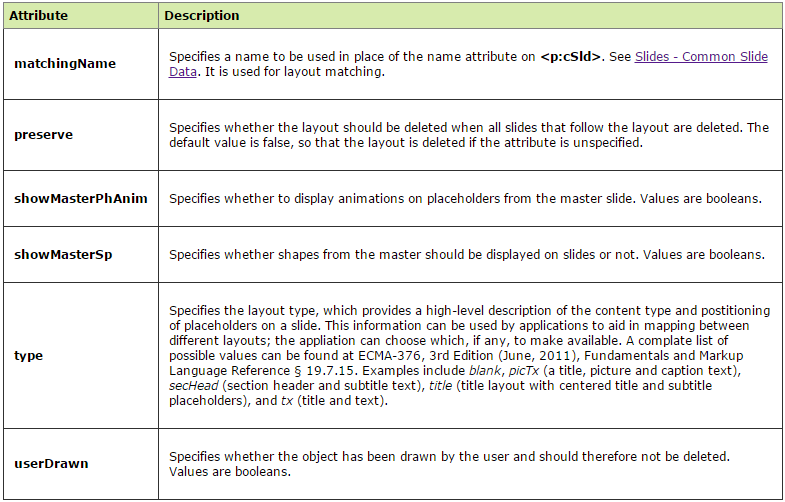 Attribute Description
matchingName Specifies a name to be used in place of the name attribute on <p:cSld>. See Slides - Common Slide
Data. It is used for layout matching.
preserve Specifies whether the layout should be deleted when all slides that follow the layout are deleted. The
default value is false, so that the layout is deleted if the attribute is unspecified.
showMasterPhAnim Specifies whether to display animations on placeholders from the master slide. Values are booleans.
showMasterSp Specifies whether shapes from the master should be displayed on slides or not. Values are booleans.
type Specifies the layout type, which provides a high-level description of the content type and postitioning
of placeholders on a slide. This information can be used by applications to aid in mapping between
different layouts; the appliation can choose which, if any, to make available. A complate list of
possible values can be found at ECMA-376, 3rd Edition (June, 2011), Fundamentals and Markup
Language Reference § 19.7.15. Examples include blank, picTx (a title, picture and caption text),
secHead (section header and subtitle text), title (title layout with centered title and subtitle
placeholders), and tx (title and text).
userDrawn Specifies whether the object has been drawn by the user and should therefore not be deleted.
Values are booleans.